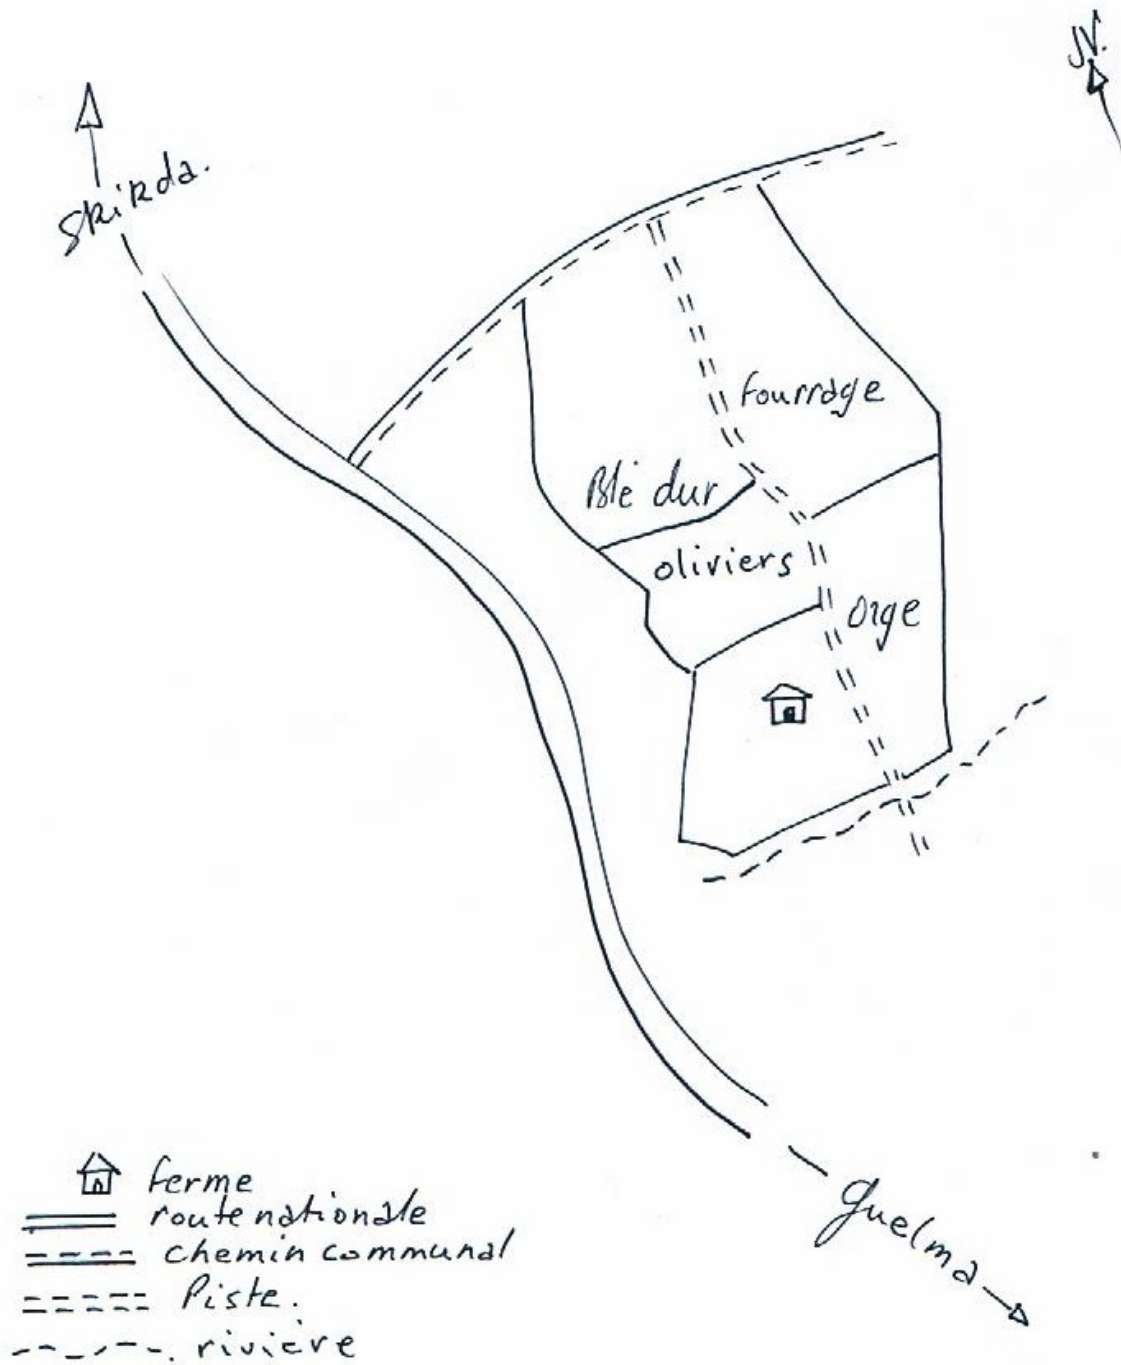 N.
Skikda.
fourrage
Blé dur
oliviers
Orge
Guelma
ferme
route nationale
chemin communal
Piste.
rivière